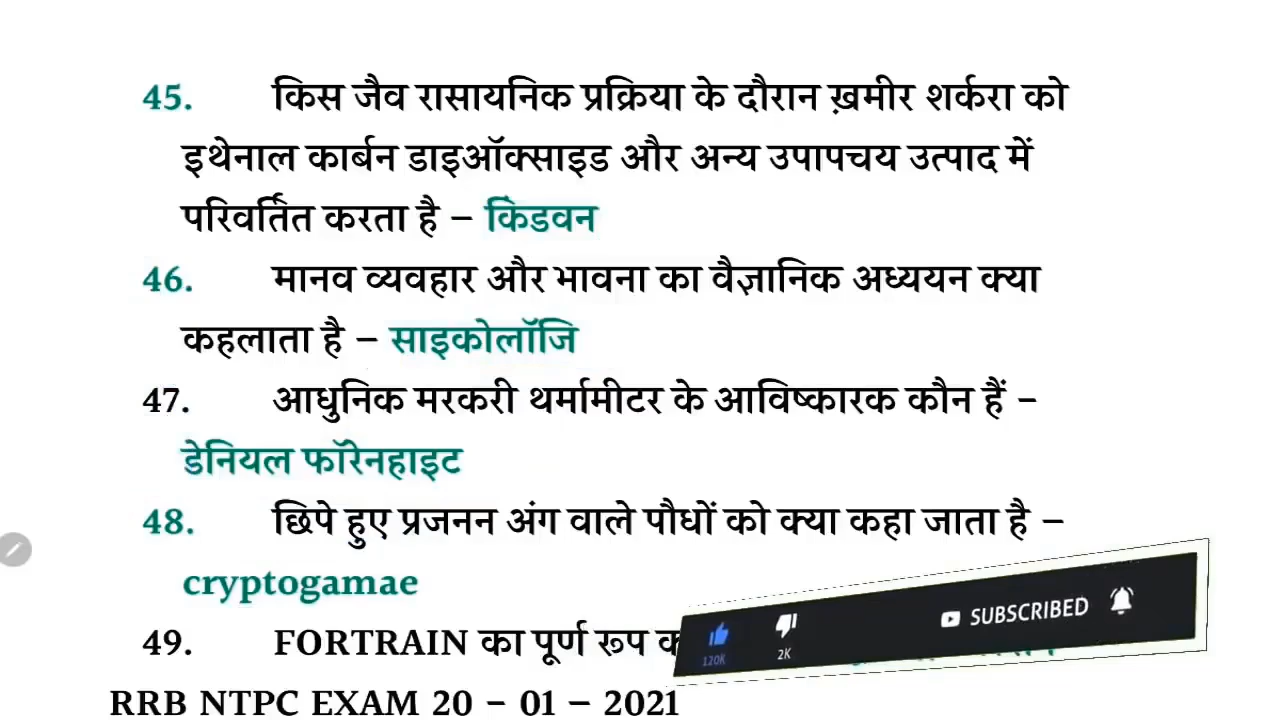 45. किस जैव रासायनिक प्रक्रिया के दौरान ख़मीर शर्करा को
इथेनाल कार्बन डाइऑक्साइड और अन्य उपापचय उत्पाद में
परिवर्तित करता है – किंडवन
46. मानव व्यवहार और भावना का वैज्ञानिक अध्ययन क्या
कहलाता है – साइकोलॉजि
47. आधुनिक मरकरी थर्मामीटर के आविष्कारक कौन हैं –
डेनियल फॉरेनहाइट
48. छिपे हुए प्रजनन अंग वाले पौधों को क्या कहा जाता है –
cryptogamae
49. FORTRAIN का पूर्ण रूप
120K 2K SUBSCRIBED
RRB NTPC EXAM 20 – 01 – 2021